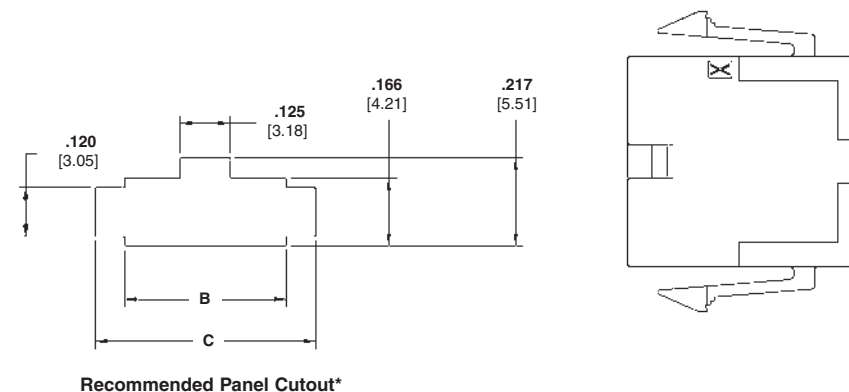 .120
[3.05]
.125
[3.18]
.166
[4.21]
.217
[5.51]
B
C
Recommended Panel Cutout*
X